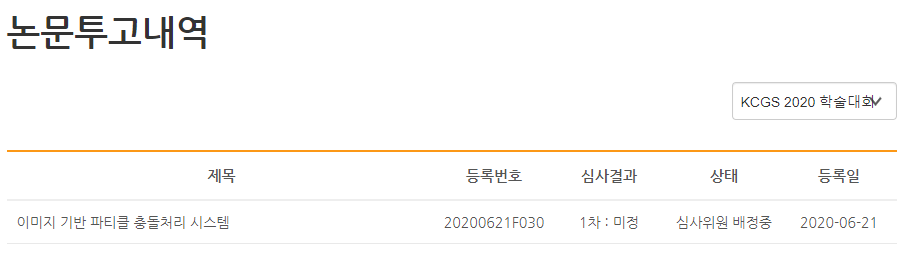 논문투고내역
KCGS 2020 학술대회
제목 등록번호 심사결과 상태 등록일
이미지 기반 파티클 충돌처리 시스템 20200621F030 1차 : 미정 심사위원 배정중 2020-06-21